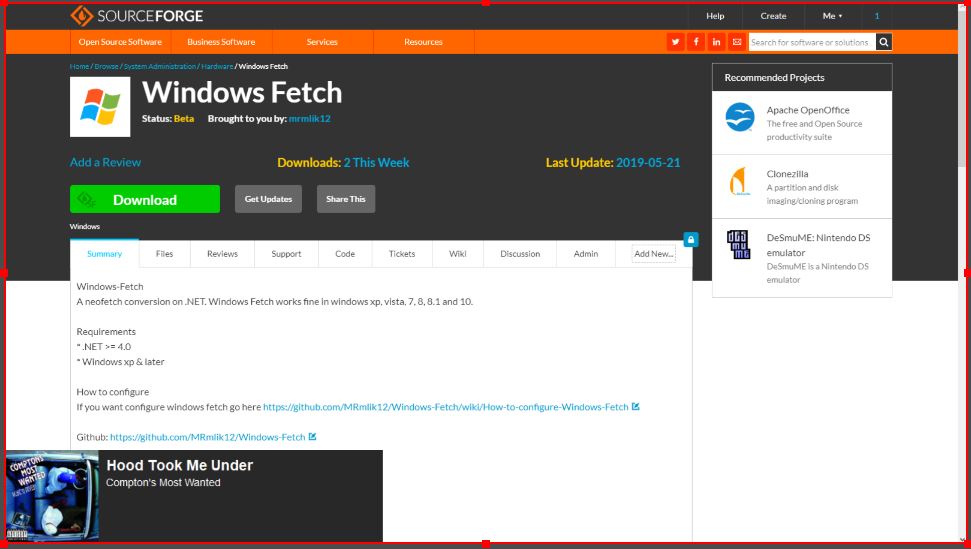 SOURCEFORGE
Help
Create
Me
1
Open Source Software
Business Software
Services
Resources
Search for software or solutions...
Home / Browse / System Administration / Hardware / Windows Fetch
Windows Fetch
Status: Beta Brought to you by: mrmlik12
Add a Review
Downloads: 2 This Week
Last Update: 2019-05-21
Download
Get Updates
Share This
Windows
Summary
Files
Reviews
Support
Code
Tickets
Wiki
Discussion
Admin
Add New...
Windows-Fetch
A neofetch conversion on .NET. Windows Fetch works fine in windows xp, vista, 7, 8, 8.1 and 10.
Requirements
* .NET >= 4.0
* Windows xp & later
How to configure
If you want configure windows fetch go here https://github.com/MRmlik12/Windows-Fetch/wiki/How-to-configure-Windows-Fetch
Github: https://github.com/MRmlik12/Windows-Fetch
Recommended Projects
Apache OpenOffice
The free and Open Source
productivity suite
Clonezilla
A partition and disk
imaging/cloning program
DeSmuME: Nintendo DS
emulator
DeSmuME is a Nintendo DS
emulator
COMPTON'S
MOST
WANTED
Hood Took Me Under
Compton's Most Wanted